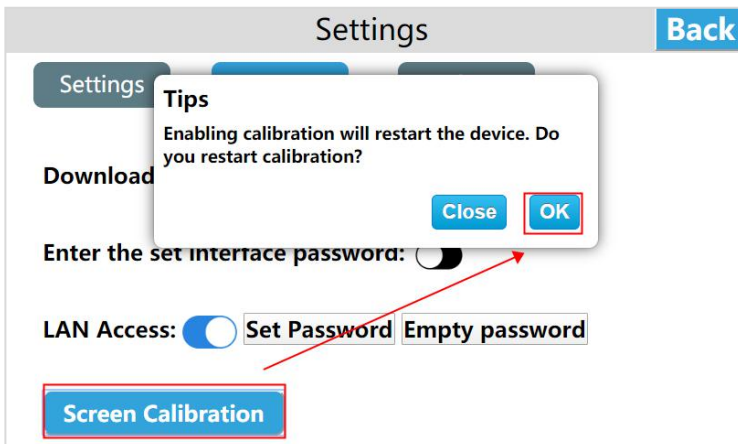 Settings
Back
Settings
Tips
Enabling calibration will restart the device. Do
you restart calibration?
Download
Close
OK
Enter the set interface password:
LAN Access:
Set Password
Empty password
Screen Calibration